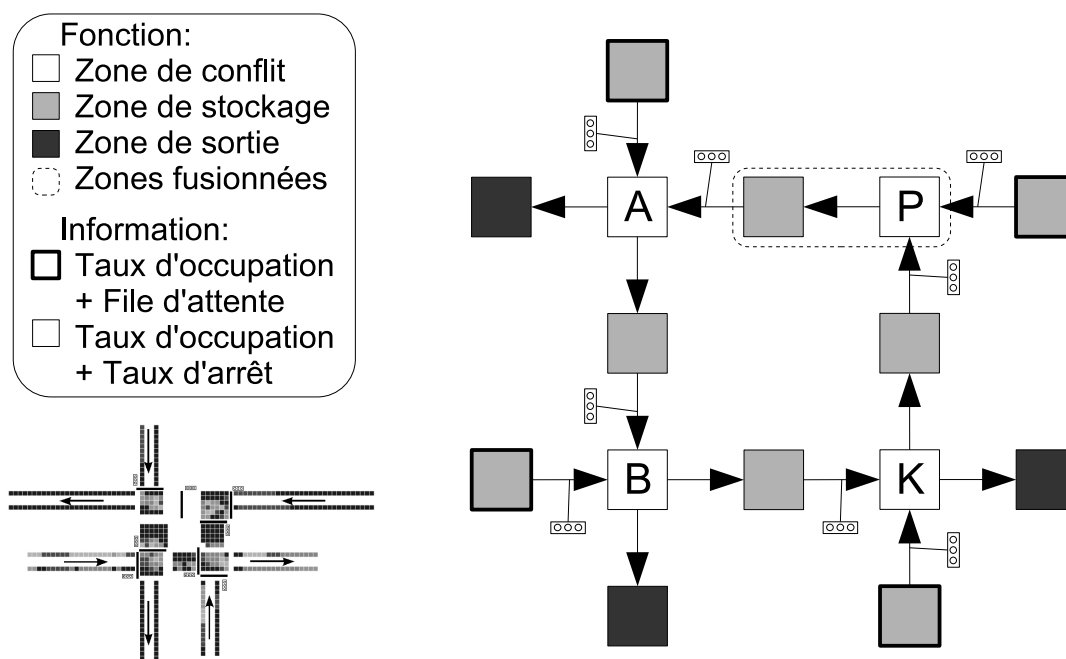 Fonction:
Zone de conflit
Zone de stockage
Zone de sortie
Zones fusionnées
Information:
Taux d'occupation
+ File d'attente
Taux d'occupation
+ Taux d'arrêt
A
P
B
K